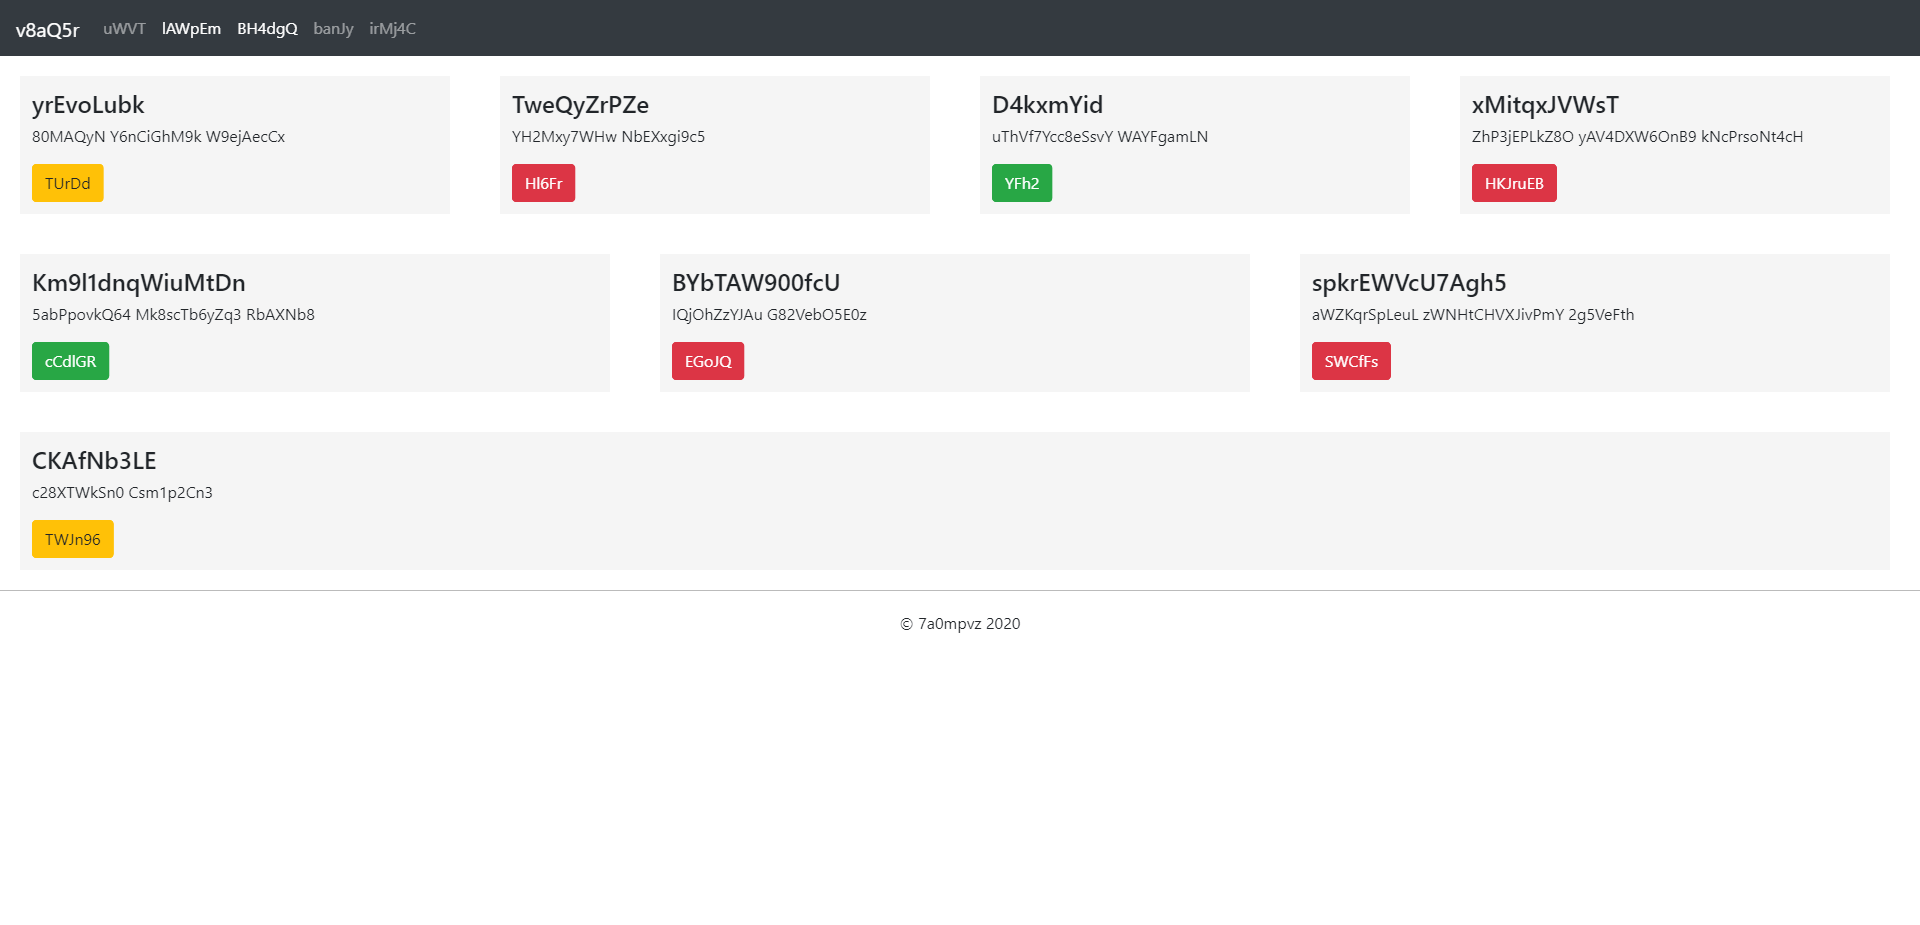 v8aQ5r uWVT lAWpEm BH4dgQ banJy irMj4C
yrEvoLubk
80MAQyN Y6nCiGhM9k W9ejAecCx
TUrDd
TweQyZrPZe
YH2Mxy7WHw NbEXxgi9c5
Hl6Fr
D4kxmYid
uThVf7Ycc8eSsvY WAYFgamLN
YFh2
xMitqxJVWsT
ZhP3jEPLkZ8O yAV4DXW6OnB9 kNcPrsoNt4cH
HKJruEB
Km9l1dnqWiuMtDn
5abPpovkQ64 Mk8scTb6yZq3 RbAXNb8
cCdlGR
BYbTAW900fcU
IQjOhZzYJAu G82VebO5E0z
EGoJQ
spkrEWVcU7Agh5
aWZKqrSpLeuL zWNHtCHVXJivPmY 2g5VeFth
SWCfFs
CKAfNb3LE
c28XTWkSn0 Csm1p2Cn3
TWJn96
© 7a0mpvz 2020